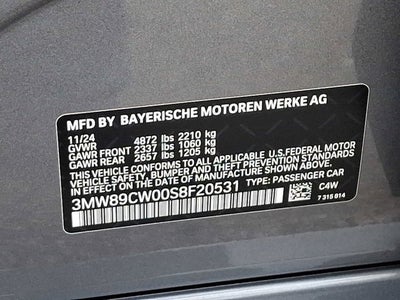 MFD BY BAYERISCHE MOTOREN WERKE AG
11/24
GVWR 4872 lbs 2210 kg
GAWR FRONT 2337 lbs 1060 kg
GAWR REAR 2657 lbs 1205 kg
THIS VEHICLE CONFORMS TO ALL APPLICABLE U.S.FEDERAL MOTOR
VEHICLE SAFETY, BUMPER, AND THEFT PREVENTION STANDARDS
IN EFFECT ON THE DATE OF MANUFACTURE SHOWN ABOVE.
3MW89CW00S8F20531 TYPE: PASSENGER CAR
C4W
7 315 014